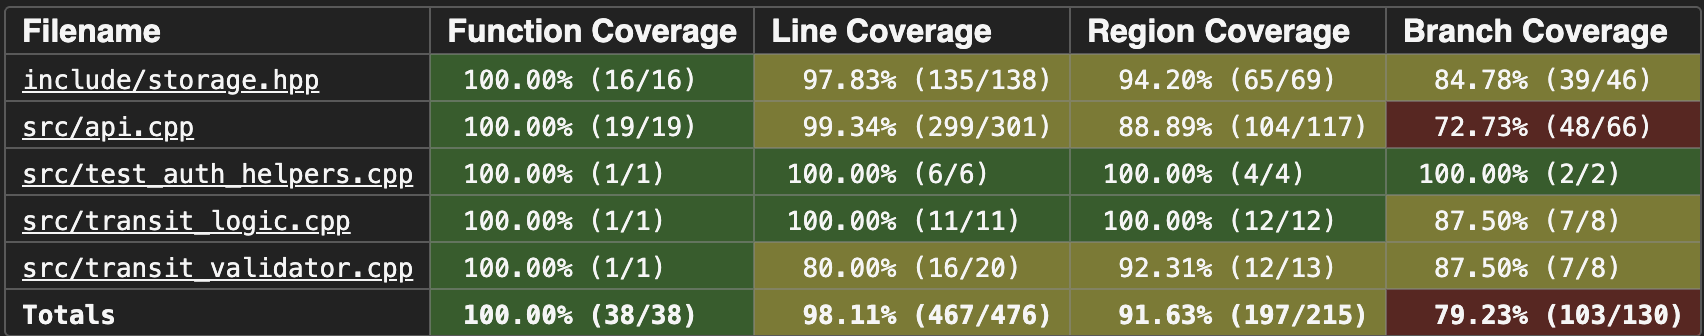 Filename Function Coverage Line Coverage Region Coverage Branch Coverage
include/storage.hpp 100.00% (16/16) 97.83% (135/138) 94.20% (65/69) 84.78% (39/46)
src/api.cpp 100.00% (19/19) 99.34% (299/301) 88.89% (104/117) 72.73% (48/66)
src/test_auth_helpers.cpp 100.00% (1/1) 100.00% (6/6) 100.00% (4/4) 100.00% (2/2)
src/transit_logic.cpp 100.00% (1/1) 100.00% (11/11) 100.00% (12/12) 87.50% (7/8)
src/transit_validator.cpp 100.00% (1/1) 80.00% (16/20) 92.31% (12/13) 87.50% (7/8)
Totals 100.00% (38/38) 98.11% (467/476) 91.63% (197/215) 79.23% (103/130)